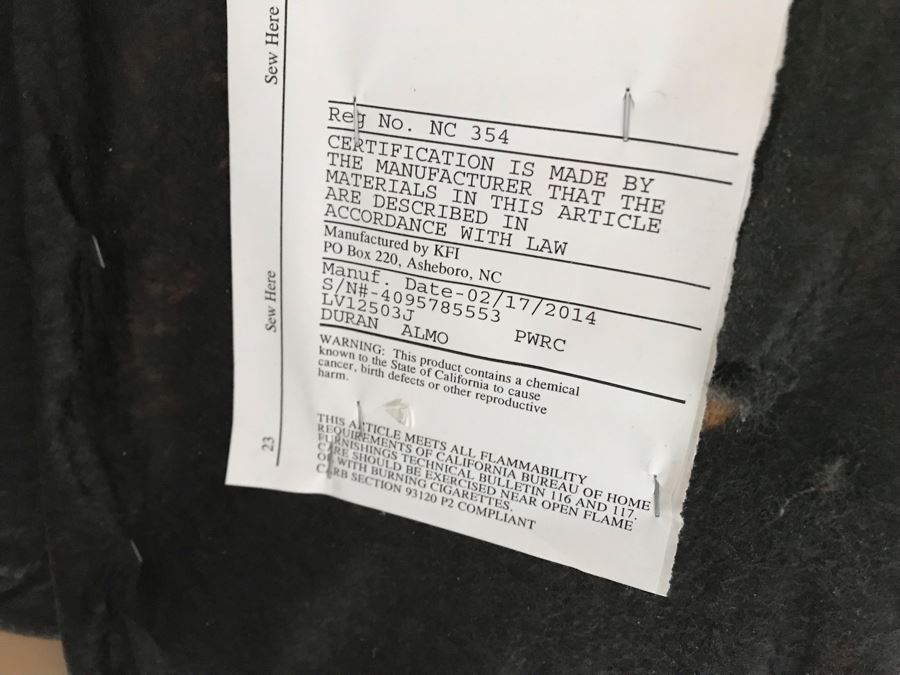 Sew Here
Sew Here
23
Reg No. NC 354
CERTIFICATION IS MADE BY
THE MANUFACTURER THAT THE
MATERIALS IN THIS ARTICLE
ARE DESCRIBED IN
ACCORDANCE WITH LAW
Manufactured by KFI
PO Box 220, Asheboro, NC
Manuf. Date-02/17/2014
S/N#-4095785553
LV12503J PWRC
DURAN ALMO
WARNING: This product contains a chemical
known to the State of California to cause
cancer, birth defects or other reproductive
harm.
THIS ARTICLE MEETS ALL FLAMMABILITY
REQUIREMENTS OF CALIFORNIA BUREAU OF HOME
FURNISHINGS TECHNICAL BULLETIN 116 AND 117.
CARE SHOULD BE EXERCISED NEAR OPEN FLAME
OR WITH BURNING CIGARETTES.
CARB SECTION 93120 P2 COMPLIANT